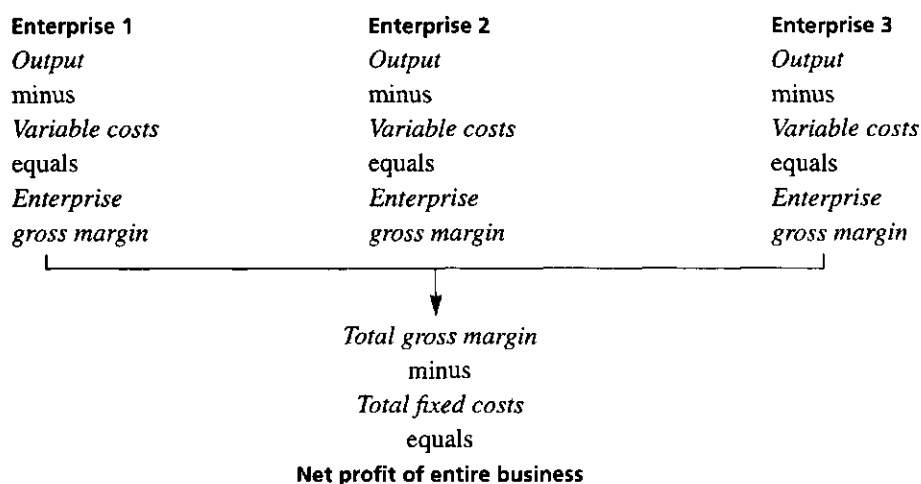 Enterprise 1 Enterprise 2 Enterprise 3
Output Output Output
minus minus minus
Variable costs Variable costs Variable costs
equals equals equals
Enterprise Enterprise Enterprise
gross margin gross margin gross margin
Total gross margin
minus
Total fixed costs
equals
Net profit of entire business